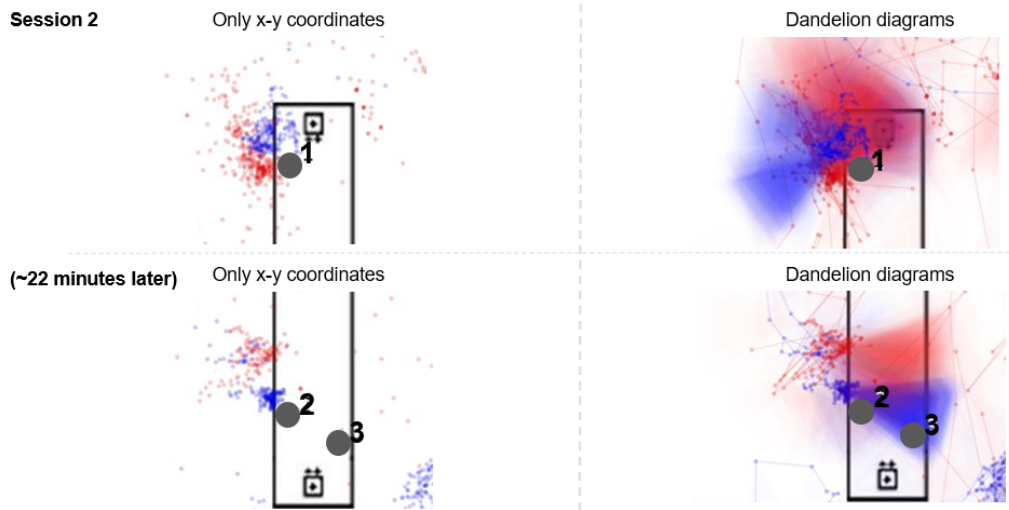 Session 2
Only x-y coordinates
Dandelion diagrams
1
1
(~22 minutes later)
Only x-y coordinates
Dandelion diagrams
2
3
2
3